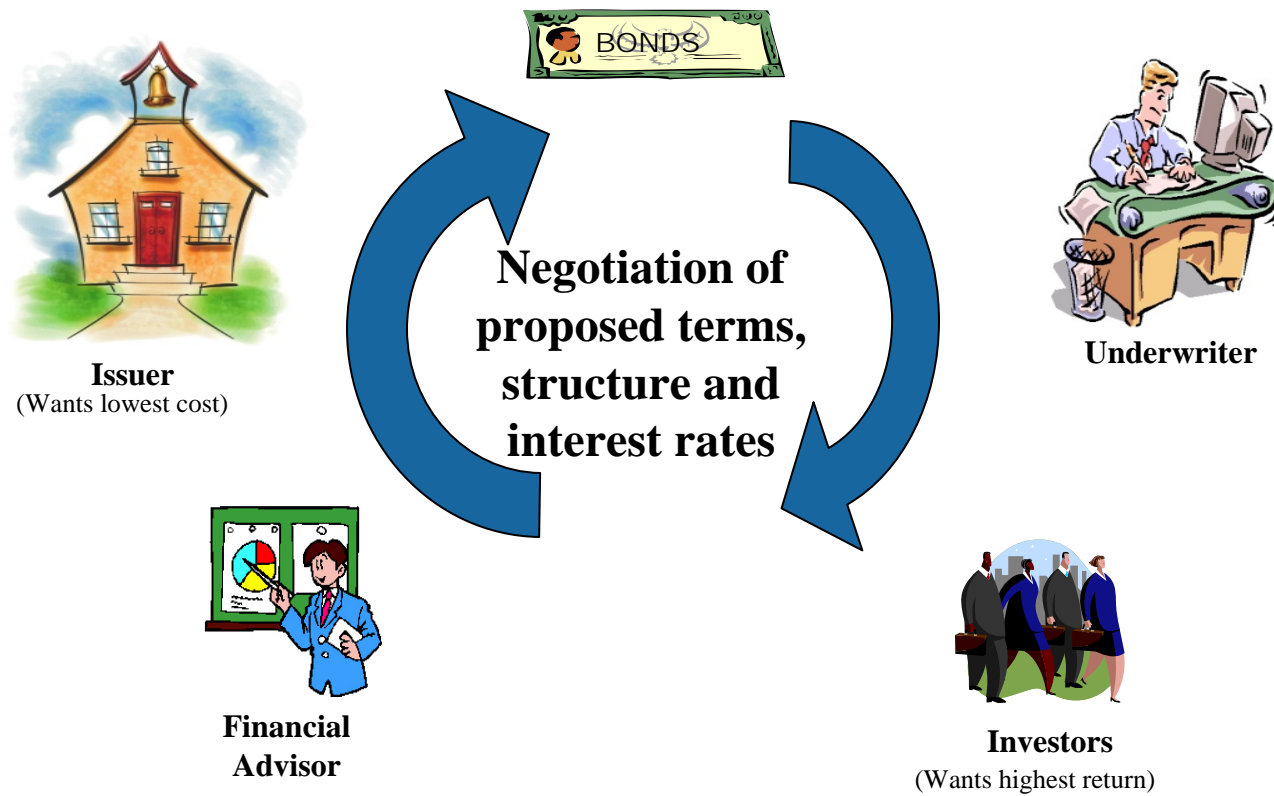 BONDS
Negotiation of
proposed terms,
structure and
interest rates
Issuer
(Wants lowest cost)
Underwriter
Financial
Advisor
Investors
(Wants highest return)